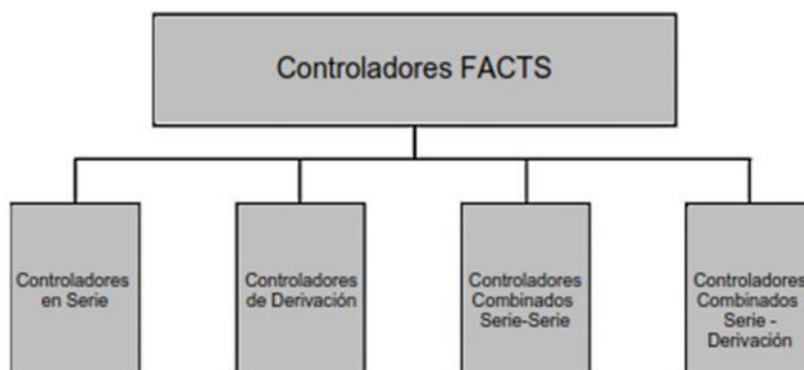 Controladores FACTS
Controladores
en Serie
Controladores
de Derivación
Controladores
Combinados
Serie-Serie
Controladores
Combinados
Serie -
Derivación